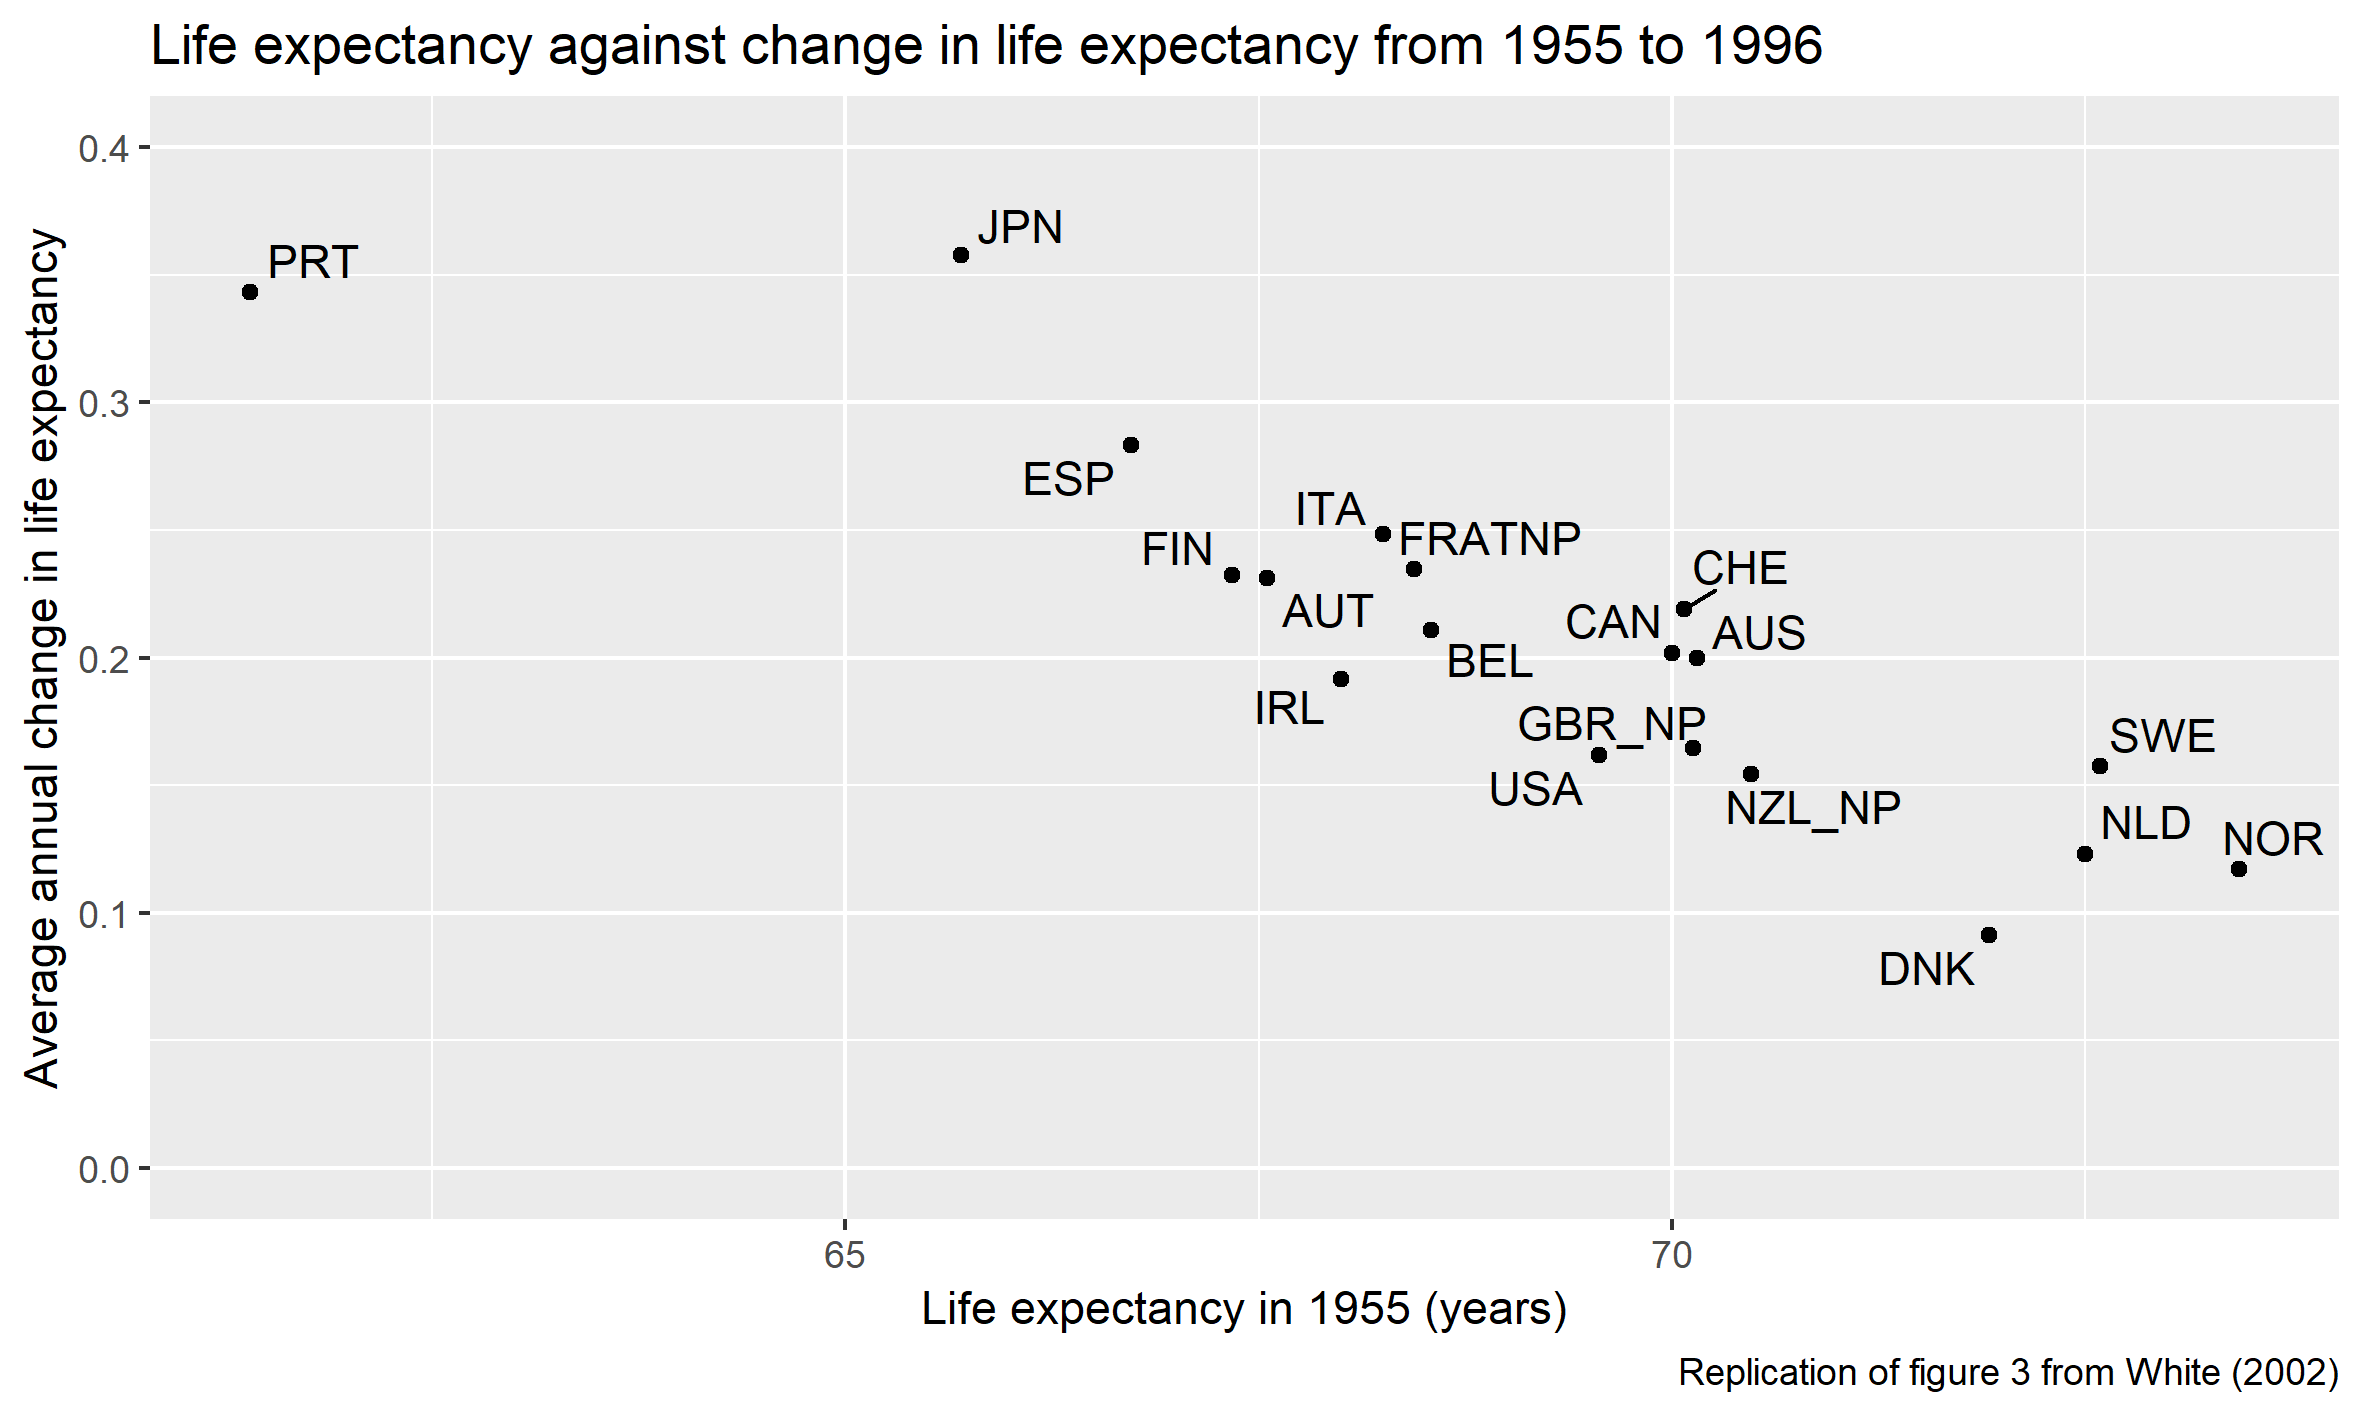 Life expectancy against change in life expectancy from 1955 to 1996
Average annual change in life expectancy
0.4
0.3
0.2
0.1
0.0
PRT
JPN
ESP
ITA
FRATNP
FIN
CHE
AUT
CAN
AUS
BEL
IRL
GBR_NP
SWE
USA
NZL_NP
NLD
NOR
DNK
65
70
Life expectancy in 1955 (years)
Replication of figure 3 from White (2002)